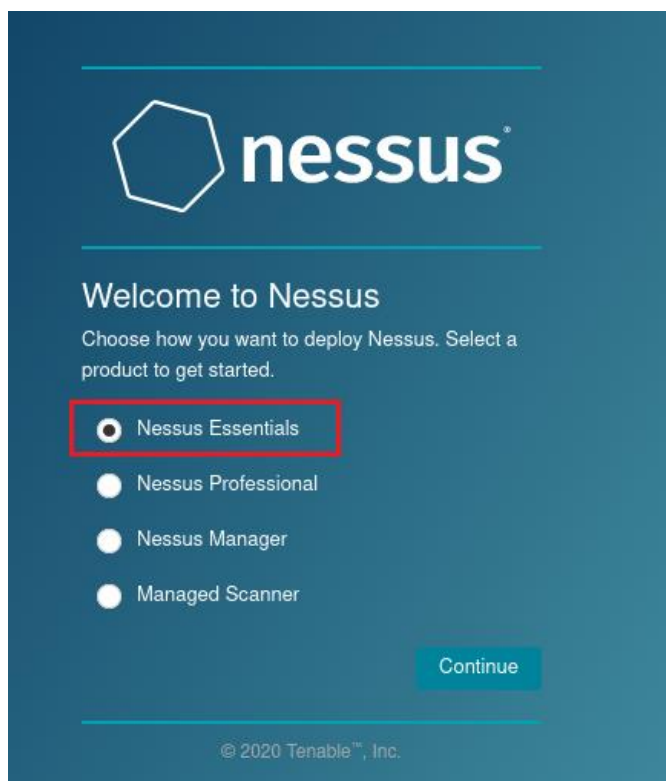 nessus®
Welcome to Nessus
Choose how you want to deploy Nessus. Select a
product to get started.
Nessus Essentials
Nessus Professional
Nessus Manager
Managed Scanner
Continue
© 2020 Tenable™, Inc.